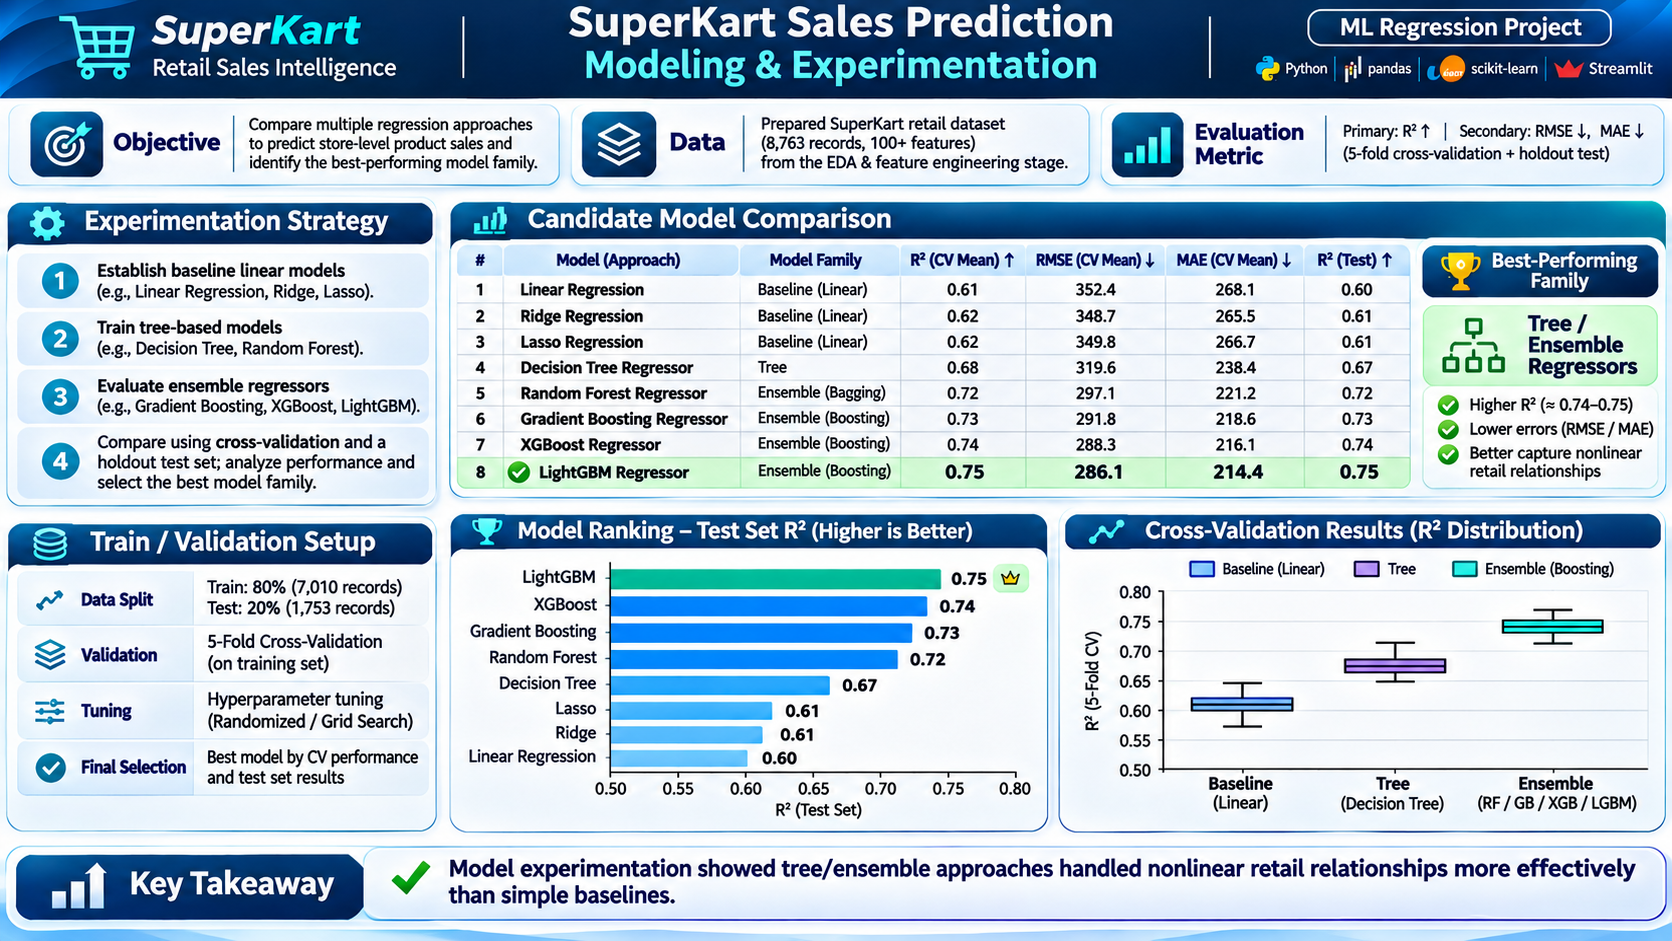 SuperKart
Retail Sales Intelligence
SuperKart Sales Prediction
Modeling & Experimentation
ML Regression Project
Python
pandas
scikit-learn
Streamlit
Objective
Compare multiple regression approaches
to predict store-level product sales and
identify the best-performing model family.
Data
Prepared SuperKart retail dataset
(8,763 records, 100+ features)
from the EDA & feature engineering stage.
Evaluation
Metric
Primary: R² ↑ | Secondary: RMSE ↓, MAE ↓
(5-fold cross-validation + holdout test)
Experimentation Strategy
1
Establish baseline linear models
(e.g., Linear Regression, Ridge, Lasso).
2
Train tree-based models
(e.g., Decision Tree, Random Forest).
3
Evaluate ensemble regressors
(e.g., Gradient Boosting, XGBoost, LightGBM).
4
Compare using cross-validation and a
holdout test set; analyze performance and
select the best model family.
Candidate Model Comparison
# Model (Approach) Model Family R² (CV Mean) ↑ RMSE (CV Mean) ↓ MAE (CV Mean) ↓ R² (Test) ↑
1 Linear Regression Baseline (Linear) 0.61 352.4 268.1 0.60
2 Ridge Regression Baseline (Linear) 0.62 348.7 265.5 0.61
3 Lasso Regression Baseline (Linear) 0.62 349.8 266.7 0.61
4 Decision Tree Regressor Tree 0.68 319.6 238.4 0.67
5 Random Forest Regressor Ensemble (Bagging) 0.72 297.1 221.2 0.72
6 Gradient Boosting Regressor Ensemble (Boosting) 0.73 291.8 218.6 0.73
7 XGBoost Regressor Ensemble (Boosting) 0.74 288.3 216.1 0.74
8 LightGBM Regressor Ensemble (Boosting) 0.75 286.1 214.4 0.75
Best-Performing
Family
Tree /
Ensemble
Regressors
Higher R² (≈ 0.74–0.75)
Lower errors (RMSE / MAE)
Better capture nonlinear
retail relationships
Train / Validation Setup
Data Split
Train: 80% (7,010 records)
Test: 20% (1,753 records)
Validation
5-Fold Cross-Validation
(on training set)
Tuning
Hyperparameter tuning
(Randomized / Grid Search)
Final Selection
Best model by CV performance
and test set results
Model Ranking – Test Set R² (Higher is Better)
LightGBM 0.75
XGBoost 0.74
Gradient Boosting 0.73
Random Forest 0.72
Decision Tree 0.67
Lasso 0.61
Ridge 0.61
Linear Regression 0.60
0.50 0.55 0.60 0.65 0.70 0.75 0.80
R² (Test Set)
Cross-Validation Results (R² Distribution)
Baseline (Linear) Tree Ensemble (Boosting)
R² (5-Fold CV)
0.80
0.75
0.70
0.65
0.60
0.55
0.50
Baseline
(Linear)
Tree
(Decision Tree)
Ensemble
(RF / GB / XGB / LGBM)
Key Takeaway
Model experimentation showed tree/ensemble approaches handled nonlinear retail relationships more effectively
than simple baselines.